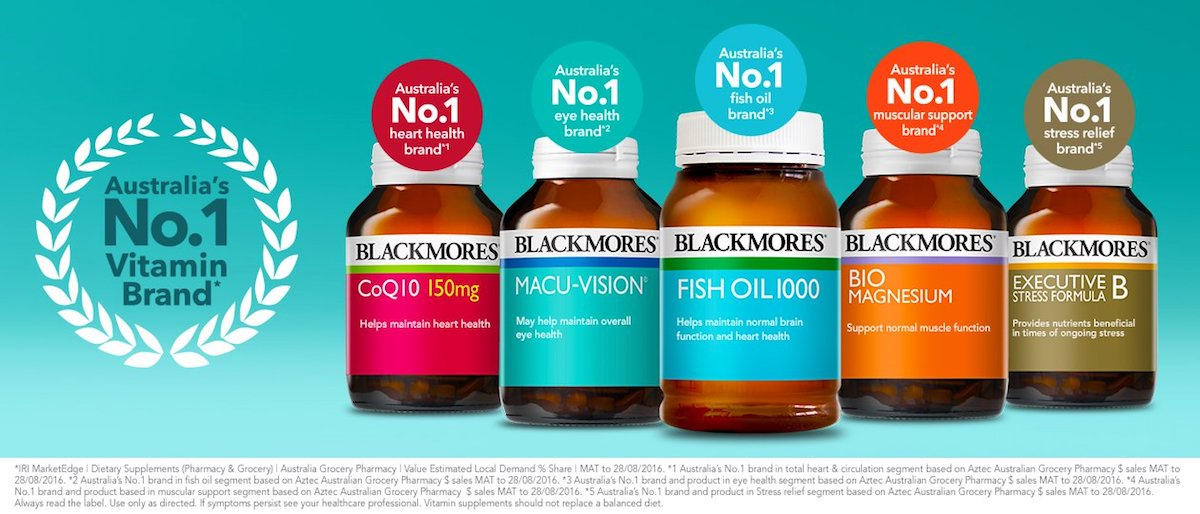 Australia's
No.1
Vitamin
Brand*
Australia's
No.1
heart health
brand*1
BLACKMORES®
CoQ10 150mg
Helps maintain heart health
Australia's
No.1
eye health
brand*2
BLACKMORES®
MACU-VISION®
May help maintain overall
eye health
Australia's
No.1
fish oil
brand*3
BLACKMORES®
FISH OIL 1000
Helps maintain normal brain
function and heart health
Australia's
No.1
muscular support
brand*4
BLACKMORES®
BIO
MAGNESIUM
Support normal muscle function
Australia's
No.1
stress relief
brand*5
BLACKMORES®
EXECUTIVE B
STRESS FORMULA
Provides nutrients beneficial
in times of ongoing stress
*IRI MarketEdge | Dietary Supplements (Pharmacy & Grocery) | Australia Grocery Pharmacy | Value Estimated Local Demand % Share | MAT to 28/08/2016. *1 Australia's No.1 brand in total heart & circulation segment based on Aztec Australian Grocery Pharmacy $ sales MAT to
28/08/2016. *2 Australia's No.1 brand in fish oil segment based on Aztec Australian Grocery Pharmacy $ sales MAT to 28/08/2016. *3 Australia's No.1 brand and product in eye health segment based on Aztec Australian Grocery Pharmacy $ sales MAT to 28/08/2016. *4 Australia's
No.1 brand and product based in muscular support segment based on Aztec Australian Grocery Pharmacy $ sales MAT to 28/08/2016. *5 Australia's No.1 brand and product in Stress relief segment based on Aztec Australian Grocery Pharmacy $ sales MAT to 28/08/2016.
Always read the label. Use only as directed. If symptoms persist see your healthcare professional. Vitamin supplements should not replace a balanced diet.